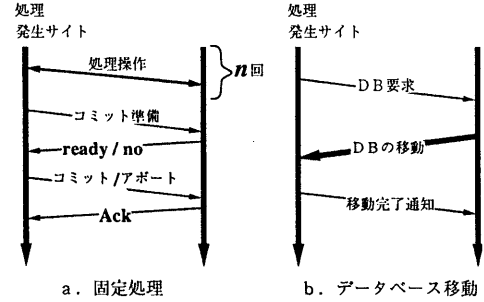 処理
発生サイト
処理操作
n回
コミット準備
ready / no
コミット/アボート
Ack
a. 固定処理
処理
発生サイト
DB要求
DBの移動
移動完了通知
b. データベース移動